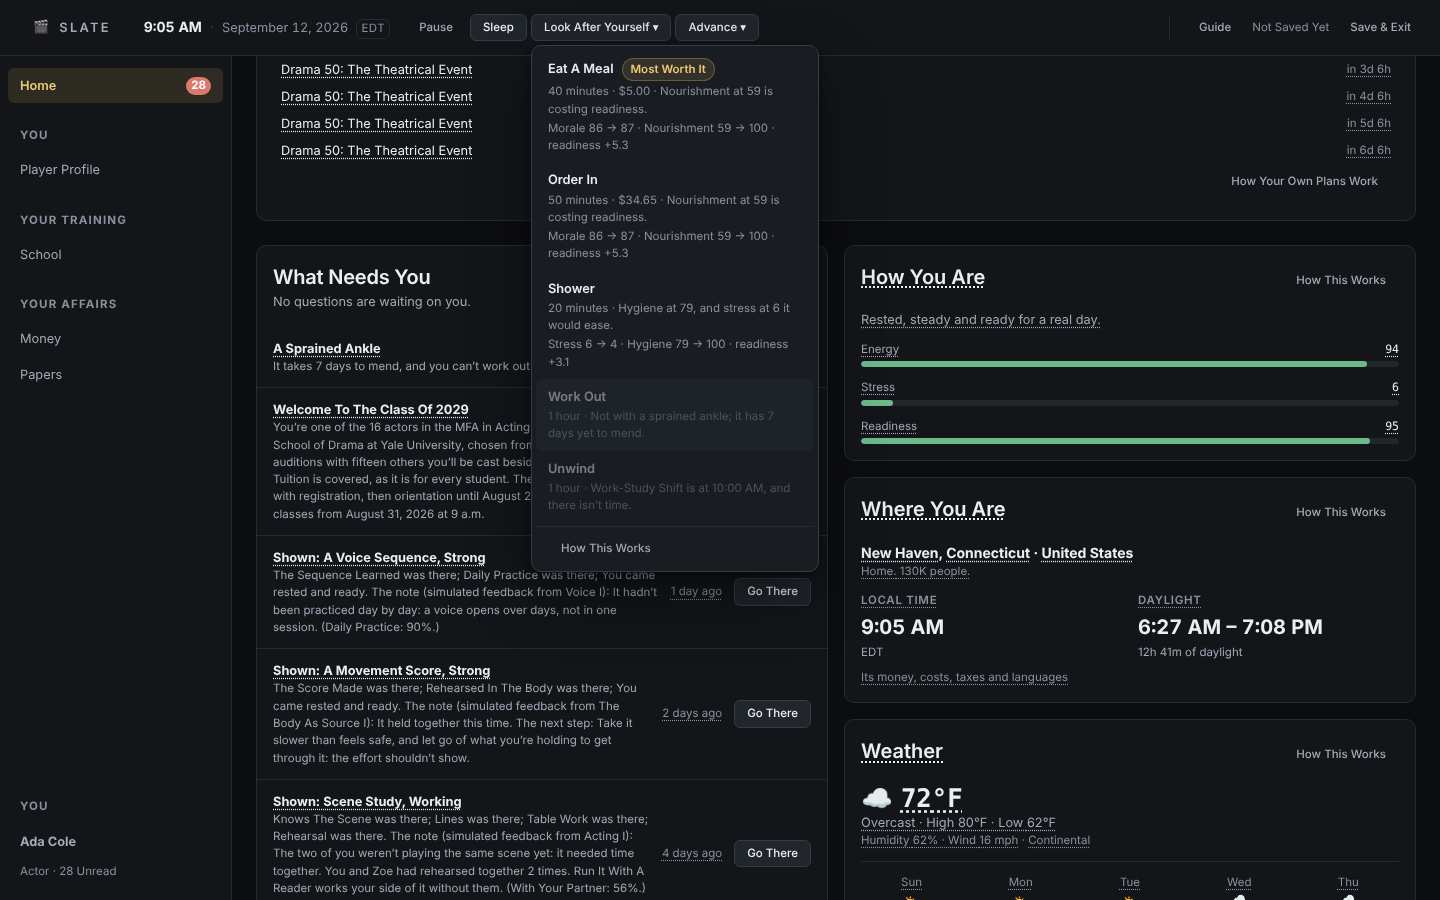 🎬 SLATE
9:05 AM · September 12, 2026 EDT
Pause
Sleep
Look After Yourself ▾
Advance ▾
Guide
Not Saved Yet
Save & Exit
Home 28
YOU
Player Profile
YOUR TRAINING
School
YOUR AFFAIRS
Money
Papers
YOU
Ada Cole
Actor · 28 Unread
Drama 50: The Theatrical Event in 3d 6h
Drama 50: The Theatrical Event in 4d 6h
Drama 50: The Theatrical Event in 5d 6h
Drama 50: The Theatrical Event in 6d 6h
How Your Own Plans Work
Eat A Meal Most Worth It
40 minutes · $5.00 · Nourishment at 59 is
costing readiness.
Morale 86 → 87 · Nourishment 59 → 100 ·
readiness +5.3
Order In
50 minutes · $34.65 · Nourishment at 59 is
costing readiness.
Morale 86 → 87 · Nourishment 59 → 100 ·
readiness +5.3
Shower
20 minutes · Hygiene at 79, and stress at 6 it
would ease.
Stress 6 → 4 · Hygiene 79 → 100 · readiness
+3.1
Work Out
1 hour · Not with a sprained ankle; it has 7
days yet to mend.
Unwind
1 hour · Work-Study Shift is at 10:00 AM, and
there isn't time.
How This Works
What Needs You
No questions are waiting on you.
A Sprained Ankle
It takes 7 days to mend, and you can't work out
Welcome To The Class Of 2029
You're one of the 16 actors in the MFA in Acting
School of Drama at Yale University, chosen from
auditions with fifteen others you'll be cast
Tuition is covered, as it is for every student.
with registration, then orientation until August
classes from August 31, 2026 at 9 a.m.
Shown: A Voice Sequence, Strong
The Sequence Learned was there; Daily Practice was there; You came
rested and ready. The note (simulated feedback from Voice I): It hadn't
been practiced day by day: a voice opens over days, not in one
session. (Daily Practice: 90%.)
1 day ago
Go There
Shown: A Movement Score, Strong
The Score Made was there; Rehearsed In The Body was there; You
came rested and ready. The note (simulated feedback from The
Body As Source I): It held together this time. The next step: Take it
slower than feels safe, and let go of what you're holding to get
through it: the effort shouldn't show.
2 days ago
Go There
Shown: Scene Study, Working
Knows The Scene was there; Lines was there; Table Work was there;
Rehearsal was there. The note (simulated feedback from Acting I):
The two of you weren't playing the same scene yet: it needed time
together. You and Zoe had rehearsed together 2 times. Run It With A
Reader works your side of it without them. (With Your Partner: 56%.)
4 days ago
Go There
How You Are
How This Works
Rested, steady and ready for a real day.
Energy 94
Stress 6
Readiness 95
Where You Are
How This Works
New Haven, Connecticut · United States
Home. 130K people.
LOCAL TIME
9:05 AM
EDT
DAYLIGHT
6:27 AM – 7:08 PM
12h 41m of daylight
Its money, costs, taxes and languages
Weather
How This Works
☁️ 72°F
Overcast · High 80°F · Low 62°F
Humidity 62% · Wind 16 mph · Continental
Sun Mon Tue Wed Thu